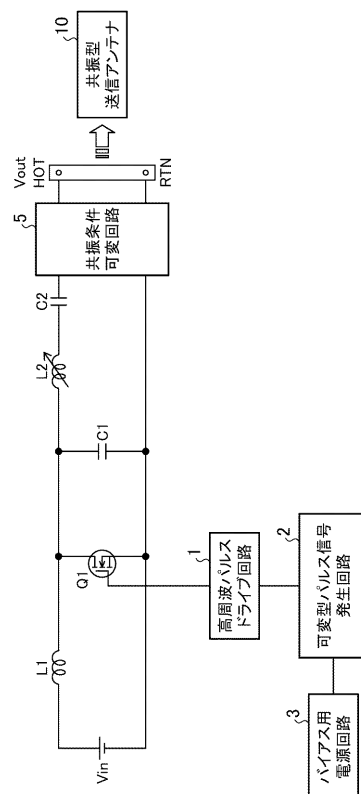 Vin
L1
Q1
C1
L2
C2
5
共振条件
可変回路
Vout
HOT
RTN
10
共振型
送信アンテナ
1
高周波パルス
ドライブ回路
2
可変型パルス信号
発生回路
3
バイアス用
電源回路